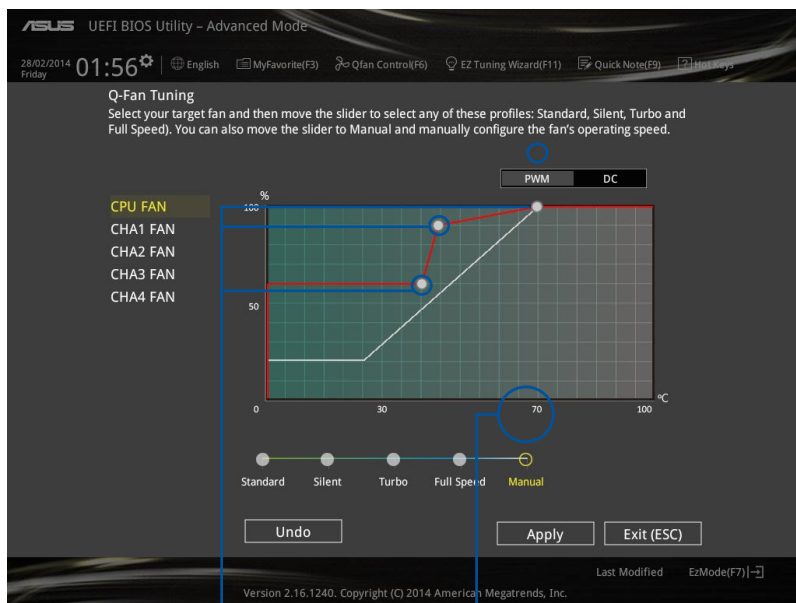 ASUS UEFI BIOS Utility – Advanced Mode
28/02/2014 01:56 English MyFavorite(F3) Qfan Control(F6) EZ Tuning Wizard(F11) Quick Note(F9) ? Hot Keys
Friday
Q-Fan Tuning
Select your target fan and then move the slider to select any of these profiles: Standard, Silent, Turbo and
Full Speed). You can also move the slider to Manual and manually configure the fan's operating speed.
PWM DC
CPU FAN
CHA1 FAN
CHA2 FAN
CHA3 FAN
CHA4 FAN
%
100
50
0 30 70 100
ºC
Standard Silent Turbo Full Speed Manual
Undo Apply Exit (ESC)
Last Modified EzMode(F7)
Version 2.16.1240. Copyright (C) 2014 American Megatrends, Inc.